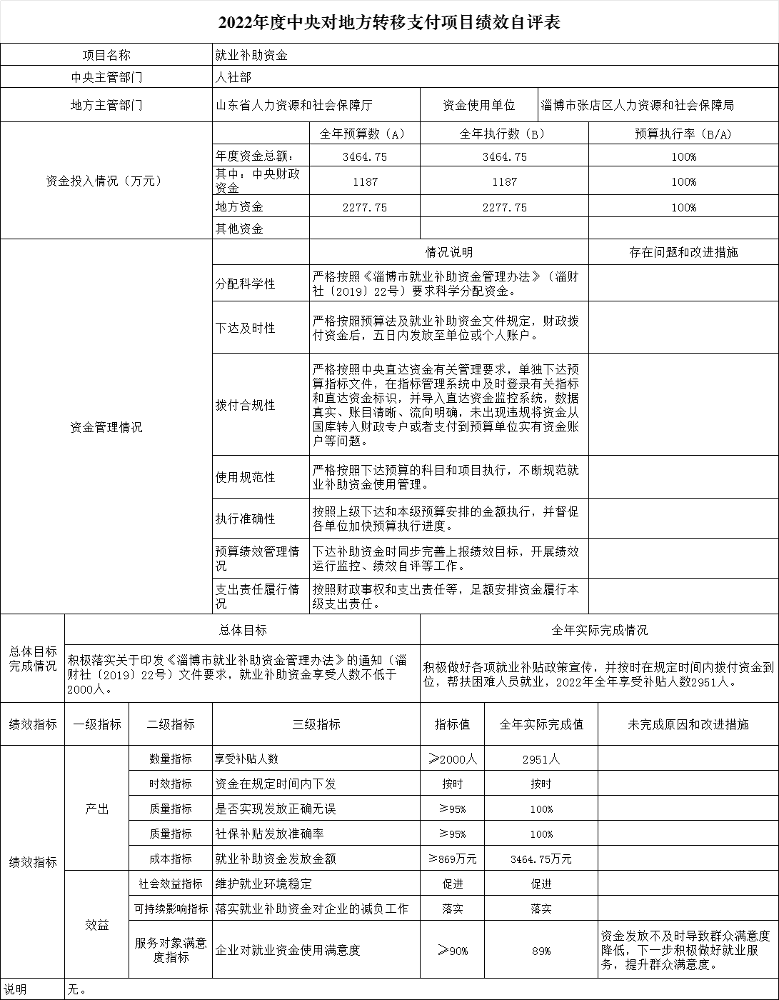 2022年度中央对地方转移支付项目绩效自评表
项目名称 就业补助资金
中央主管部门 人社部
地方主管部门 山东省人力资源和社会保障厅 资金使用单位 淄博市张店区人力资源和社会保障局
资金投入情况（万元）
全年预算数（A） 全年执行数（B） 预算执行率（B/A）
年度资金总额： 3464.75 3464.75 100%
其中：中央财政
资金 1187 1187 100%
地方资金 2277.75 2277.75 100%
其他资金
资金管理情况
情况说明 存在问题和改进措施
分配科学性
严格按照《淄博市就业补助资金管理办法》（淄财
社〔2019〕22号）要求科学分配资金。
下达及时性
严格按照预算法及就业补助资金文件规定，财政拨
付资金后，五日内发放至单位或个人账户。
拨付合规性
严格按照中央直达资金有关管理要求，单独下达预
算指标文件，在指标管理系统中及时登录有关指标
和直达资金标识，并导入直达资金监控系统，数据
真实、账目清晰、流向明确，未出现违规将资金从
国库转入财政专户或者支付到预算单位实有资金账
户等问题。
使用规范性
严格按照下达预算的科目和项目执行，不断规范就
业补助资金使用管理。
执行准确性
按照上级下达和本级预算安排的金额执行，并督促
各单位加快预算执行进度。
预算绩效管理情
况
下达补助资金时同步完善上报绩效目标，开展绩效
运行监控、绩效自评等工作。
支出责任履行情
况
按照财政事权和支出责任等，足额安排资金履行本
级支出责任。
总体目标
完成情况
总体目标 全年实际完成情况
积极落实关于印发《淄博市就业补助资金管理办法》的通知（淄
财社〔2019〕22号）文件要求，就业补助资金享受人数不低于
2000人。
积极做好各项就业补贴政策宣传，并按时在规定时间内拨付资金到
位，帮扶困难人员就业，2022年全年享受补贴人数2951人。
绩效指标 一级指标 二级指标 三级指标 指标值 全年实际完成值 未完成原因和改进措施
绩效指标
产出
数量指标 享受补贴人数 ≥2000人 2951人
时效指标 资金在规定时间内下发 按时 按时
质量指标 是否实现发放正确无误 ≥95% 100%
质量指标 社保补贴发放准确率 ≥95% 100%
成本指标 就业补助资金发放金额 ≥869万元 3464.75万元
效益
社会效益指标 维护就业环境稳定 促进 促进
可持续影响指标 落实就业补助资金对企业的减负工作 落实 落实
服务对象满意
度指标 企业对就业资金使用满意度 ≥90% 89%
资金发放不及时导致群众满意度
降低，下一步积极做好就业服
务，提升群众满意度。
说明 无。